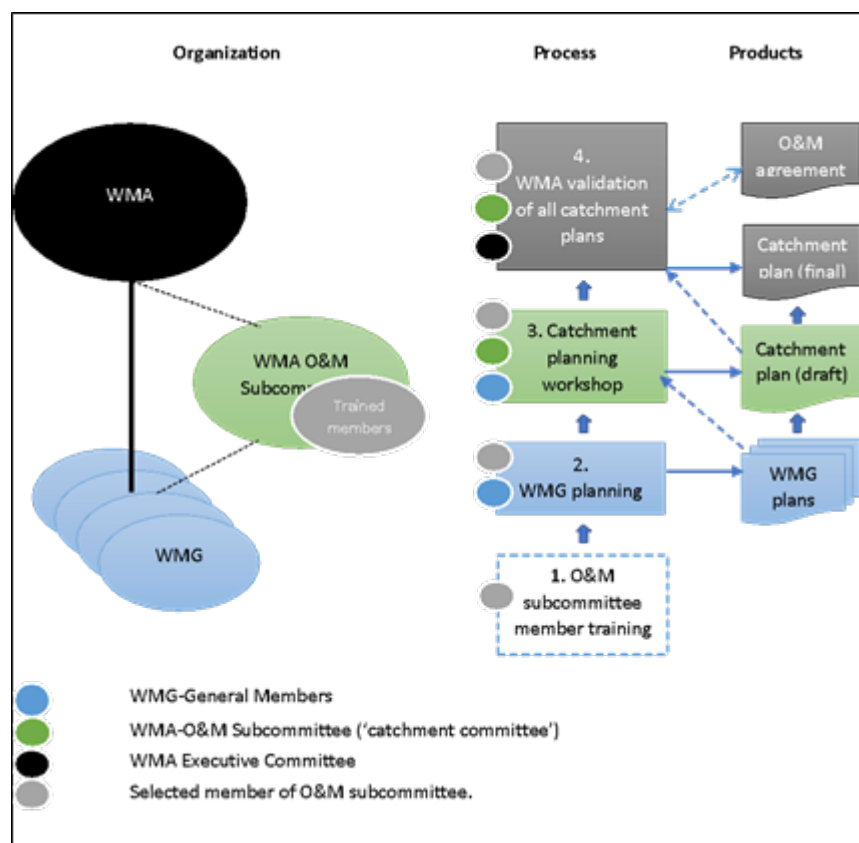 Organization
Process
Products
WMA
WMA O&M
Trained
members
WMG
4.
WMA validation
of all catchment
plans
3. Catchment
planning
workshop
2.
WMG planning
1. O&M
subcommittee
member training
O&M
agreement
Catchment
plan (final)
Catchment
plan (draft)
WMG
plans
WMG-General Members
WMA-O&M Subcommittee (‘catchment committee’)
WMA Executive Committee
Selected member of O&M subcommittee.